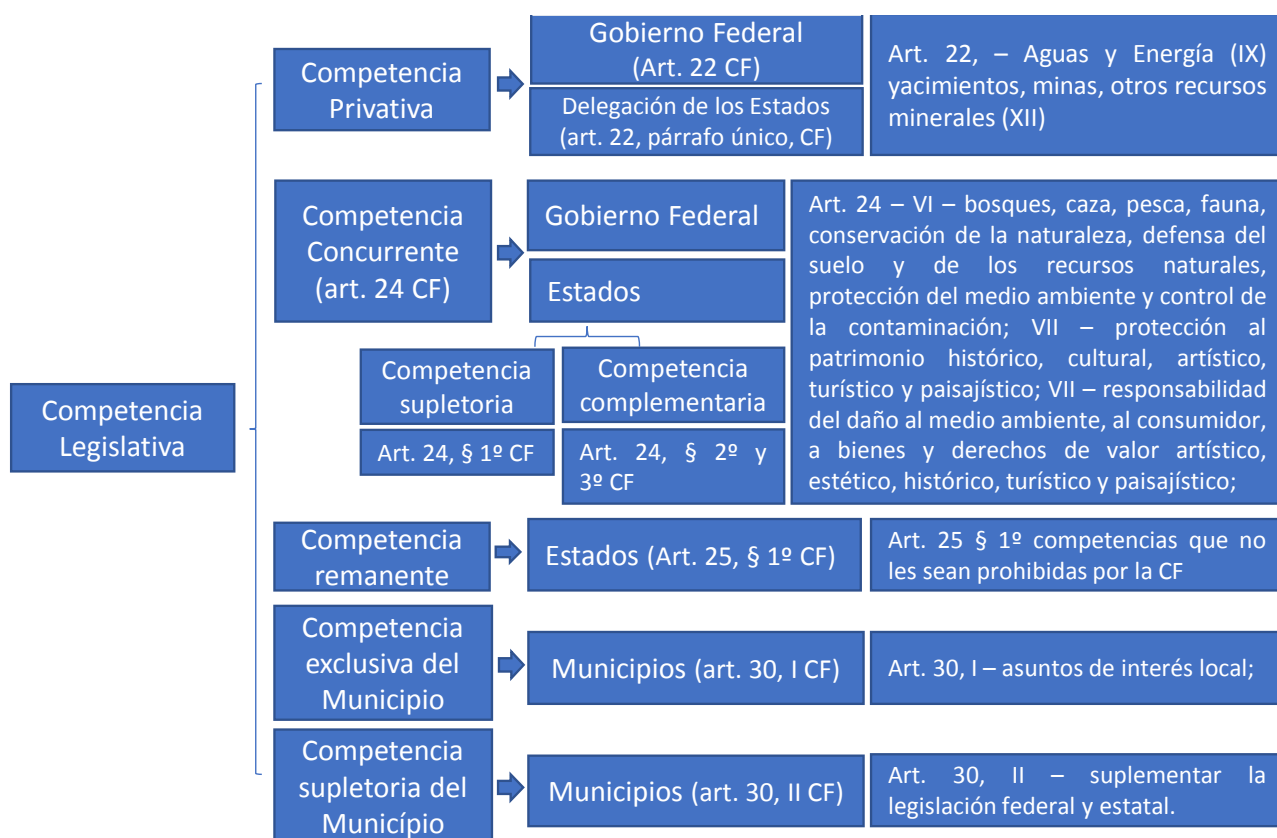 Competencia
Legislativa
Competencia
Privativa
Gobierno Federal
(Art. 22 CF)
Delegación de los Estados
(art. 22, párrafo único, CF)
Art. 22, – Aguas y Energía (IX)
yacimientos, minas, otros recursos
minerales (XII)
Competencia
Concurrente
(art. 24 CF)
Gobierno Federal
Estados
Competencia
supletoria
Art. 24, § 1º CF
Competencia
complementaria
Art. 24, § 2º y
3º CF
Art. 24 – VI – bosques, caza, pesca, fauna,
conservación de la naturaleza, defensa del
suelo y de los recursos naturales,
protección del medio ambiente y control de
la contaminación; VII – protección al
patrimonio histórico, cultural, artístico,
turístico y paisajístico; VII – responsabilidad
del daño al medio ambiente, al consumidor,
a bienes y derechos de valor artístico,
estético, histórico, turístico y paisajístico;
Competencia
remanente
Estados (Art. 25, § 1º CF)
Art. 25 § 1º competencias que no
les sean prohibidas por la CF
Competencia
exclusiva del
Municipio
Municipios (art. 30, I CF)
Art. 30, I – asuntos de interés local;
Competencia
supletoria del
Município
Municipios (art. 30, II CF)
Art. 30, II – suplementar la
legislación federal y estatal.